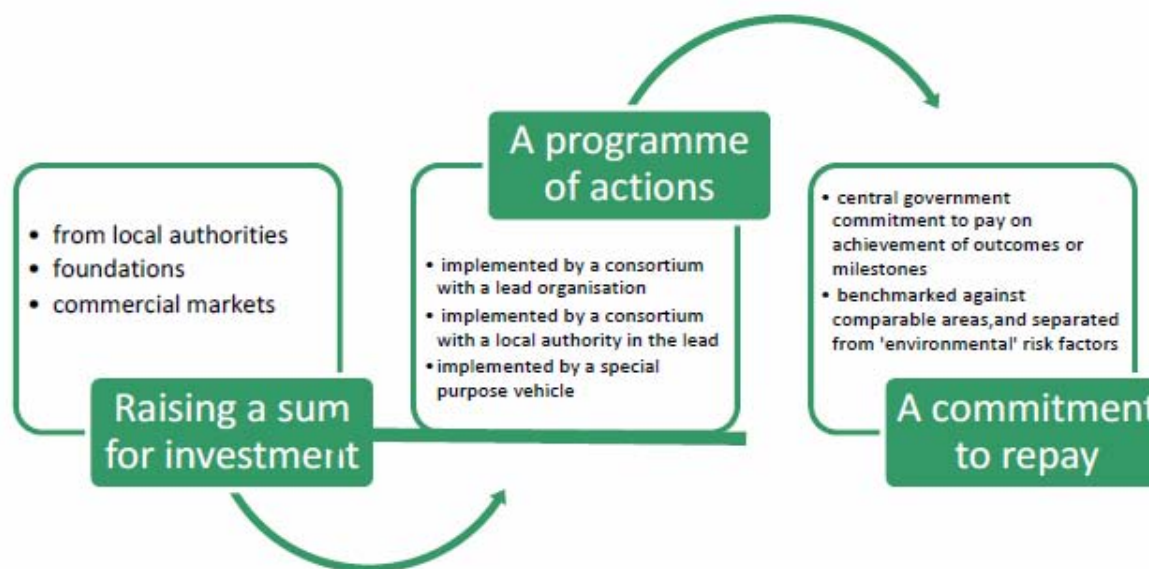 • from local authorities
• foundations
• commercial markets
Raising a sum
for investment
A programme
of actions
• implemented by a consortium
with a lead organisation
• implemented by a consortium
with a local authority in the lead
• implemented by a special
purpose vehicle
• central government
commitment to pay on
achievement of outcomes or
milestones
• benchmarked against
comparable areas,and separated
from 'environmental' risk factors
A commitment
to repay